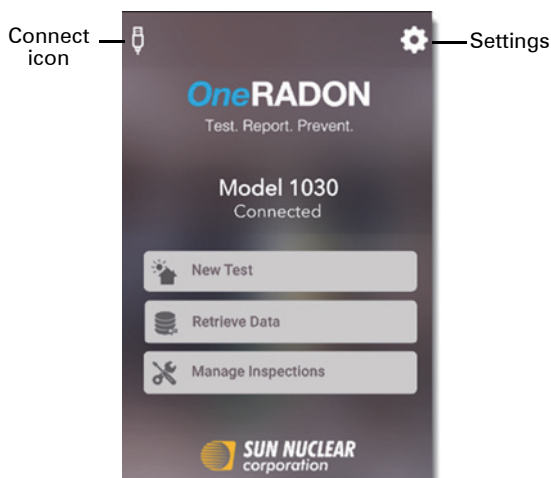 Connect
icon
Settings
OneRADON
Test. Report. Prevent.
Model 1030
Connected
New Test
Retrieve Data
Manage Inspections
SUN NUCLEAR
corporation